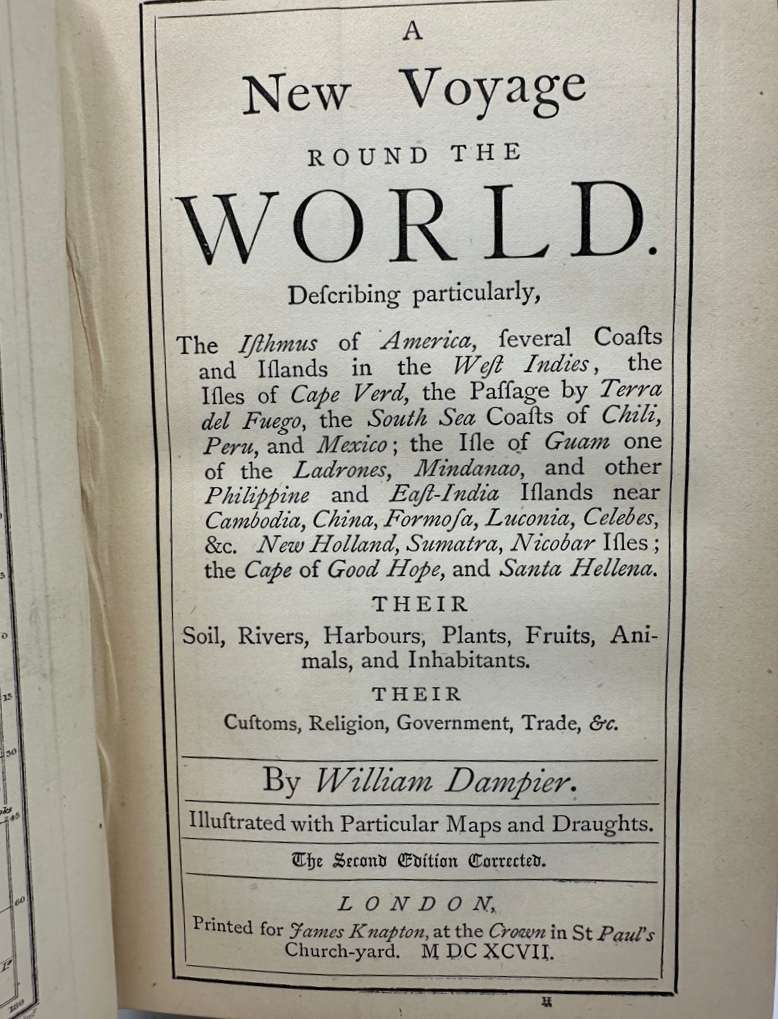 A
New Voyage
ROUND THE
WORLD.
Deſcribing particularly,
The Iſthmus of America, ſeveral Coaſts
and Iſlands in the Weſt Indies, the
Iſles of Cape Verd, the Paſſage by Terra
del Fuego, the South Sea Coaſts of Chili,
Peru, and Mexico; the Iſle of Guam one
of the Ladrones, Mindanao, and other
Philippine and Eaſt-India Iſlands near
Cambodia, China, Formoſa, Luconia, Celebes,
&c. New Holland, Sumatra, Nicobar Iſles;
the Cape of Good Hope, and Santa Hellena.
THEIR
Soil, Rivers, Harbours, Plants, Fruits, Ani-
mals, and Inhabitants.
THEIR
Cuſtoms, Religion, Government, Trade, &c.
By William Dampier.
Illuſtrated with Particular Maps and Draughts.
The Second Edition Corrected.
LONDON,
Printed for James Knapton, at the Crown in St Paul's
Church-yard. M DC XCVII.
15
30
45
60
180